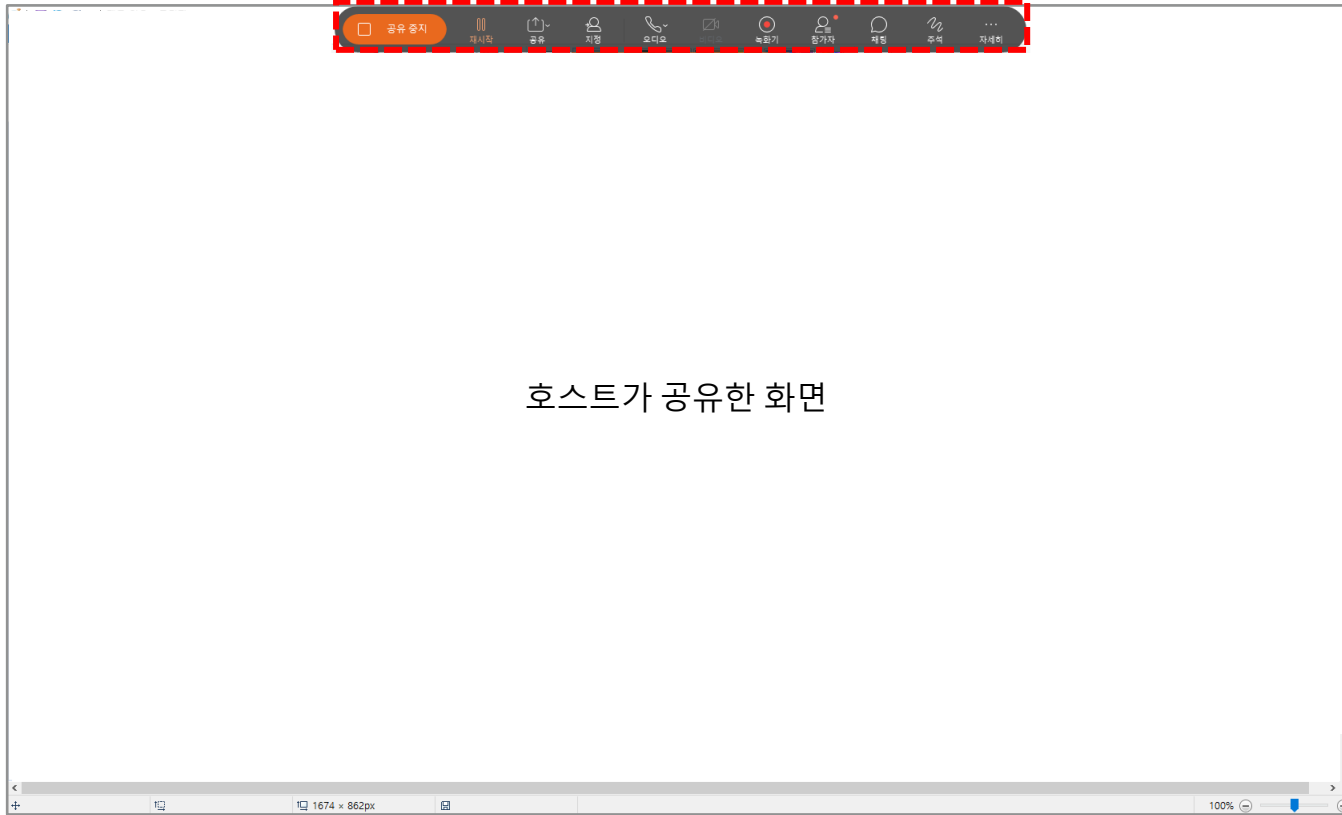 공유 중지 재시작 공유 지정 오디오 녹화기 참가자 채팅 주석 자세히
호스트가 공유한 화면
1674 × 862px 100%